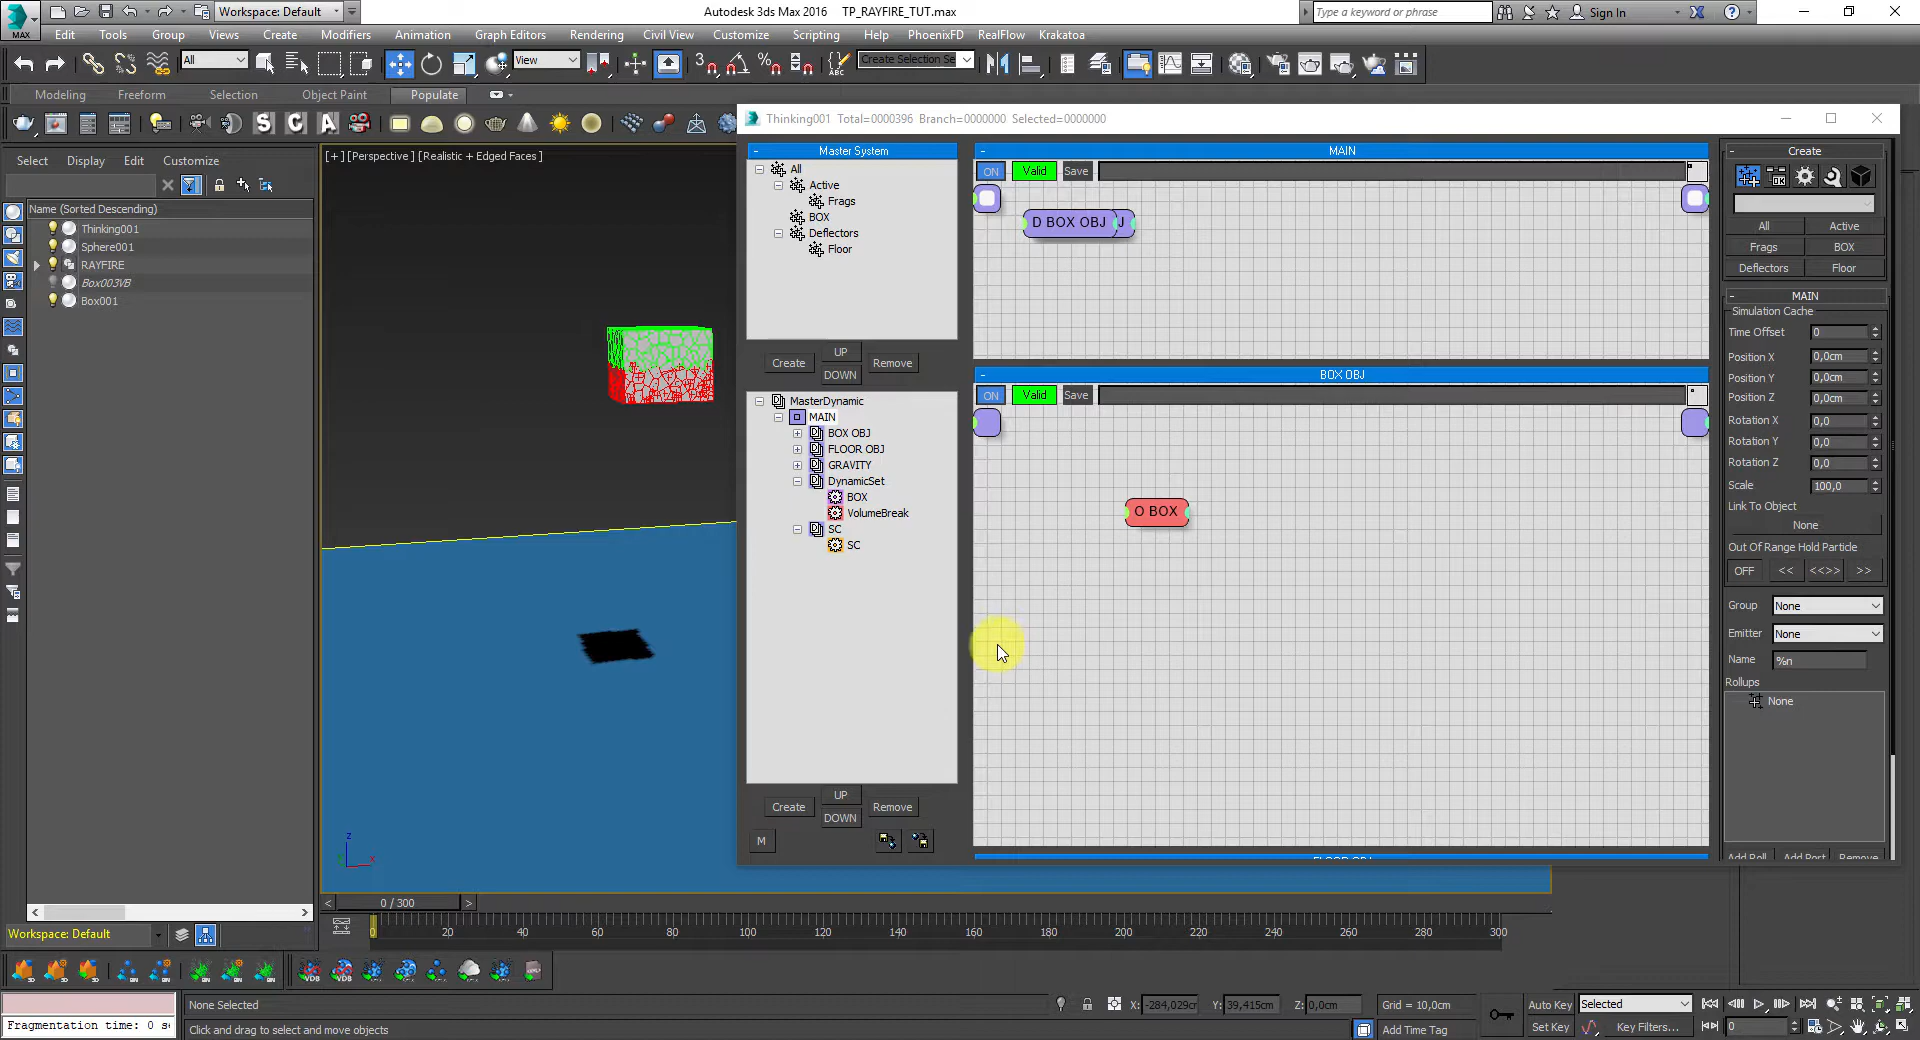 Workspace: Default
Autodesk 3ds Max 2016 TP_RAYFIRE_TUT.max
Type a keyword or phrase
Sign In
MAX
Edit Tools Group Views Create Modifiers Animation Graph Editors Rendering Civil View Customize Scripting Help PhoenixFD RealFlow Krakatoa
All
View
Create Selection Se
Modeling Freeform Selection Object Paint Populate
Thinking001 Total=0000396 Branch=0000000 Selected=0000000
Select Display Edit Customize
Name (Sorted Descending)
Thinking001
Sphere001
RAYFIRE
Box003VB
Box001
[+] [Perspective] [Realistic + Edged Faces]
Master System
All
Active
Frags
BOX
Deflectors
Floor
Create UP Remove
DOWN
MasterDynamic
MAIN
BOX OBJ
FLOOR OBJ
GRAVITY
DynamicSet
BOX
VolumeBreak
SC
SC
Create UP Remove
DOWN
M
MAIN
ON Valid Save
D BOX OBJ J
BOX OBJ
ON Valid Save
O BOX
FLOOR OBJ
Create
All Active
Frags BOX
Deflectors Floor
MAIN
Simulation Cache
Time Offset 0
Position X 0,0cm
Position Y 0,0cm
Position Z 0,0cm
Rotation X 0,0
Rotation Y 0,0
Rotation Z 0,0
Scale 100,0
Link To Object
None
Out Of Range Hold Particle
OFF << <<>> >>
Group None
Emitter None
Name %n
Rollups
None
Add Roll Add Port Remove
z
x
< 0 / 300 >
0 20 40 60 80 100 120 140 160 180 200 220 240 260 280 300
Workspace: Default
None Selected
X: -284,029cr Y: 39,415cm Z: 0,0cm Grid = 10,0cm
Auto Key Selected
Fragmentation time: 0 se
Click and drag to select and move objects
Add Time Tag
Set Key Key Filters... 0